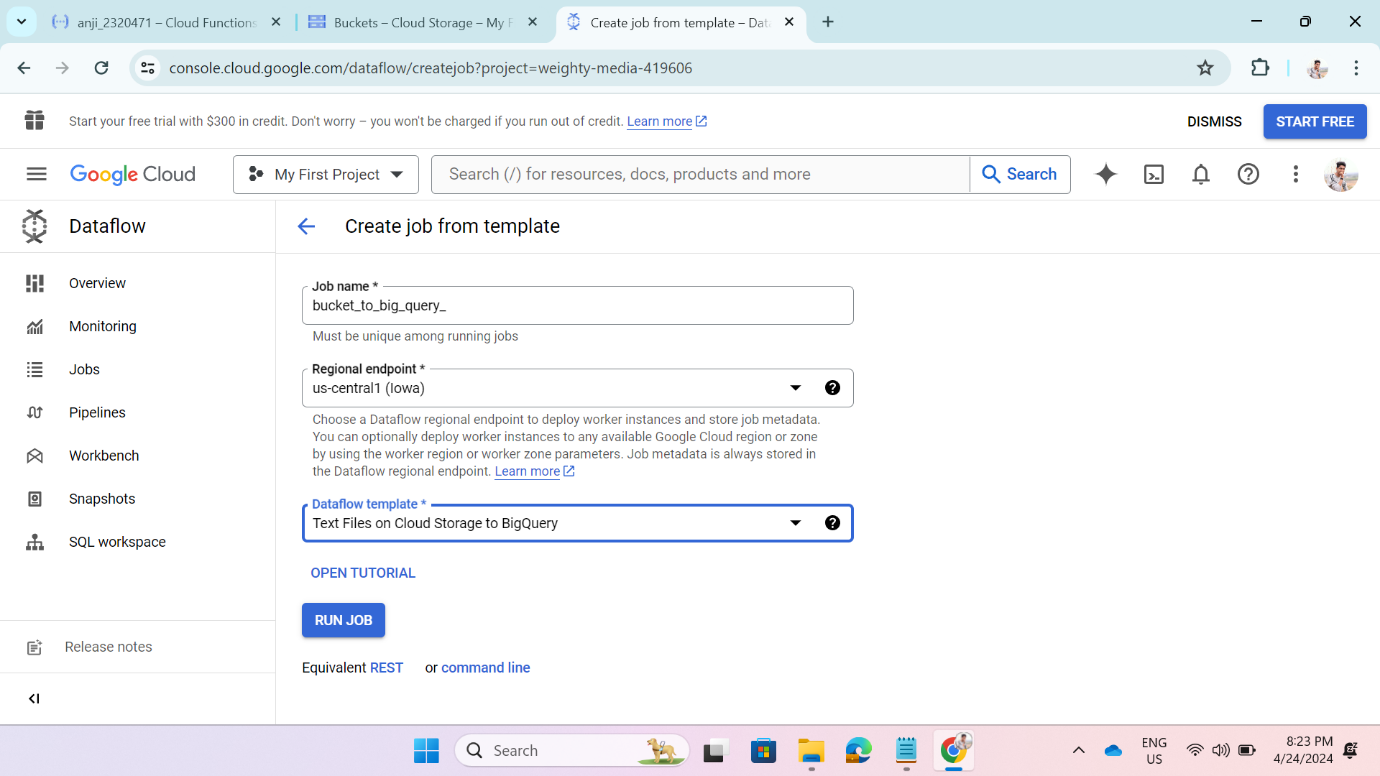 anji_2320471 – Cloud Functions
Buckets – Cloud Storage – My F
Create job from template – Dat
console.cloud.google.com/dataflow/createjob?project=weighty-media-419606
Start your free trial with $300 in credit. Don't worry – you won't be charged if you run out of credit. Learn more
DISMISS
START FREE
Google Cloud
My First Project
Search (/) for resources, docs, products and more
Search
Dataflow
Create job from template
Overview
Monitoring
Jobs
Pipelines
Workbench
Snapshots
SQL workspace
Release notes
Job name *
bucket_to_big_query_
Must be unique among running jobs
Regional endpoint *
us-central1 (Iowa)
Choose a Dataflow regional endpoint to deploy worker instances and store job metadata.
You can optionally deploy worker instances to any available Google Cloud region or zone
by using the worker region or worker zone parameters. Job metadata is always stored in
the Dataflow regional endpoint. Learn more
Dataflow template *
Text Files on Cloud Storage to BigQuery
OPEN TUTORIAL
RUN JOB
Equivalent REST or command line
Search
ENG
US
8:23 PM
4/24/2024